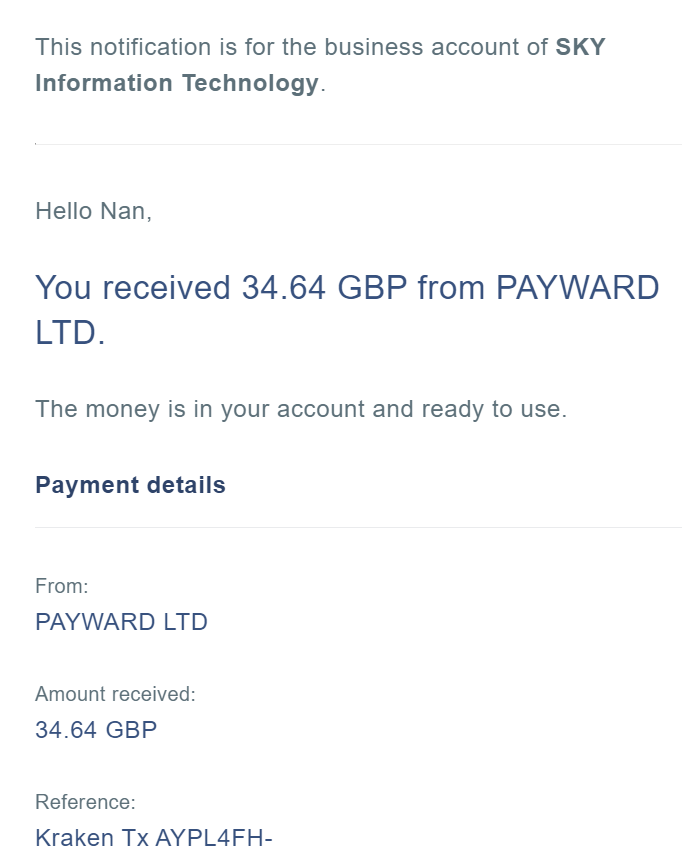 This notification is for the business account of SKY
Information Technology.
Hello Nan,
You received 34.64 GBP from PAYWARD
LTD.
The money is in your account and ready to use.
Payment details
From:
PAYWARD LTD
Amount received:
34.64 GBP
Reference:
Kraken Tx AYPL4FH-